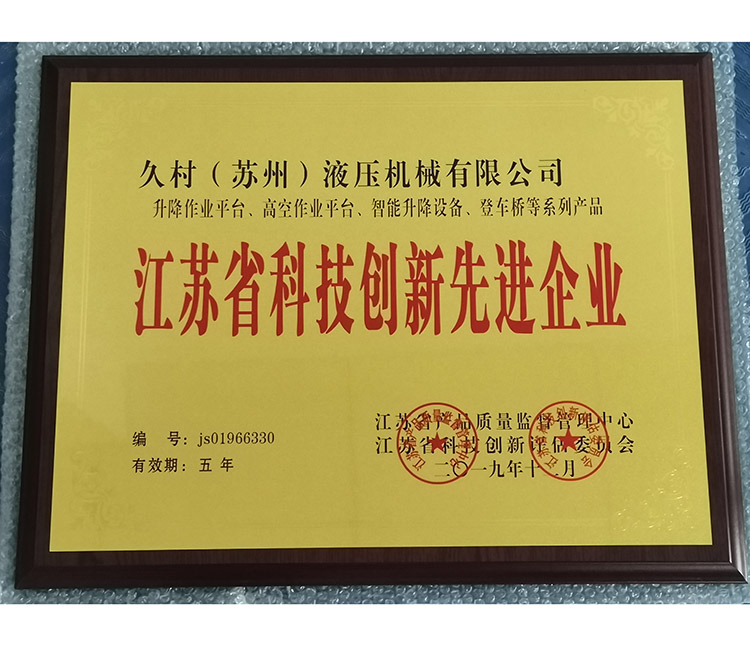 久村（苏州）液压机械有限公司
升降作业平台、高空作业平台、智能升降设备、登车桥等系列产品
江苏省科技创新先进企业
编 号: js01966330
有效期: 五 年
江苏省产品质量监督管理中心
江苏省科技创新评估委员会
二〇一九年十二月